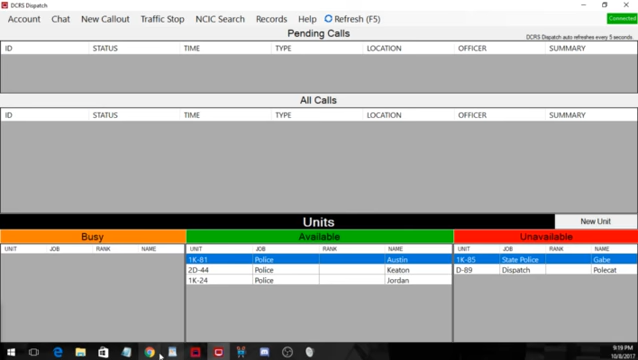 DCRS Dispatch
Account Chat New Callout Traffic Stop NCIC Search Records Help Refresh (F5) Connected
Pending Calls
DCRS Dispatch auto refreshes every 5 seconds.
ID STATUS TIME TYPE LOCATION OFFICER SUMMARY
All Calls
ID STATUS TIME TYPE LOCATION OFFICER SUMMARY
Units New Unit
Busy Available Unavailable
UNIT JOB RANK NAME UNIT JOB RANK NAME UNIT JOB RANK NAME
1K-81 Police Austin 1K-85 State Police Gabe
2D-44 Police Keaton D-89 Dispatch Polecat
1K-24 Police Jordan
9:19 PM
10/8/2017